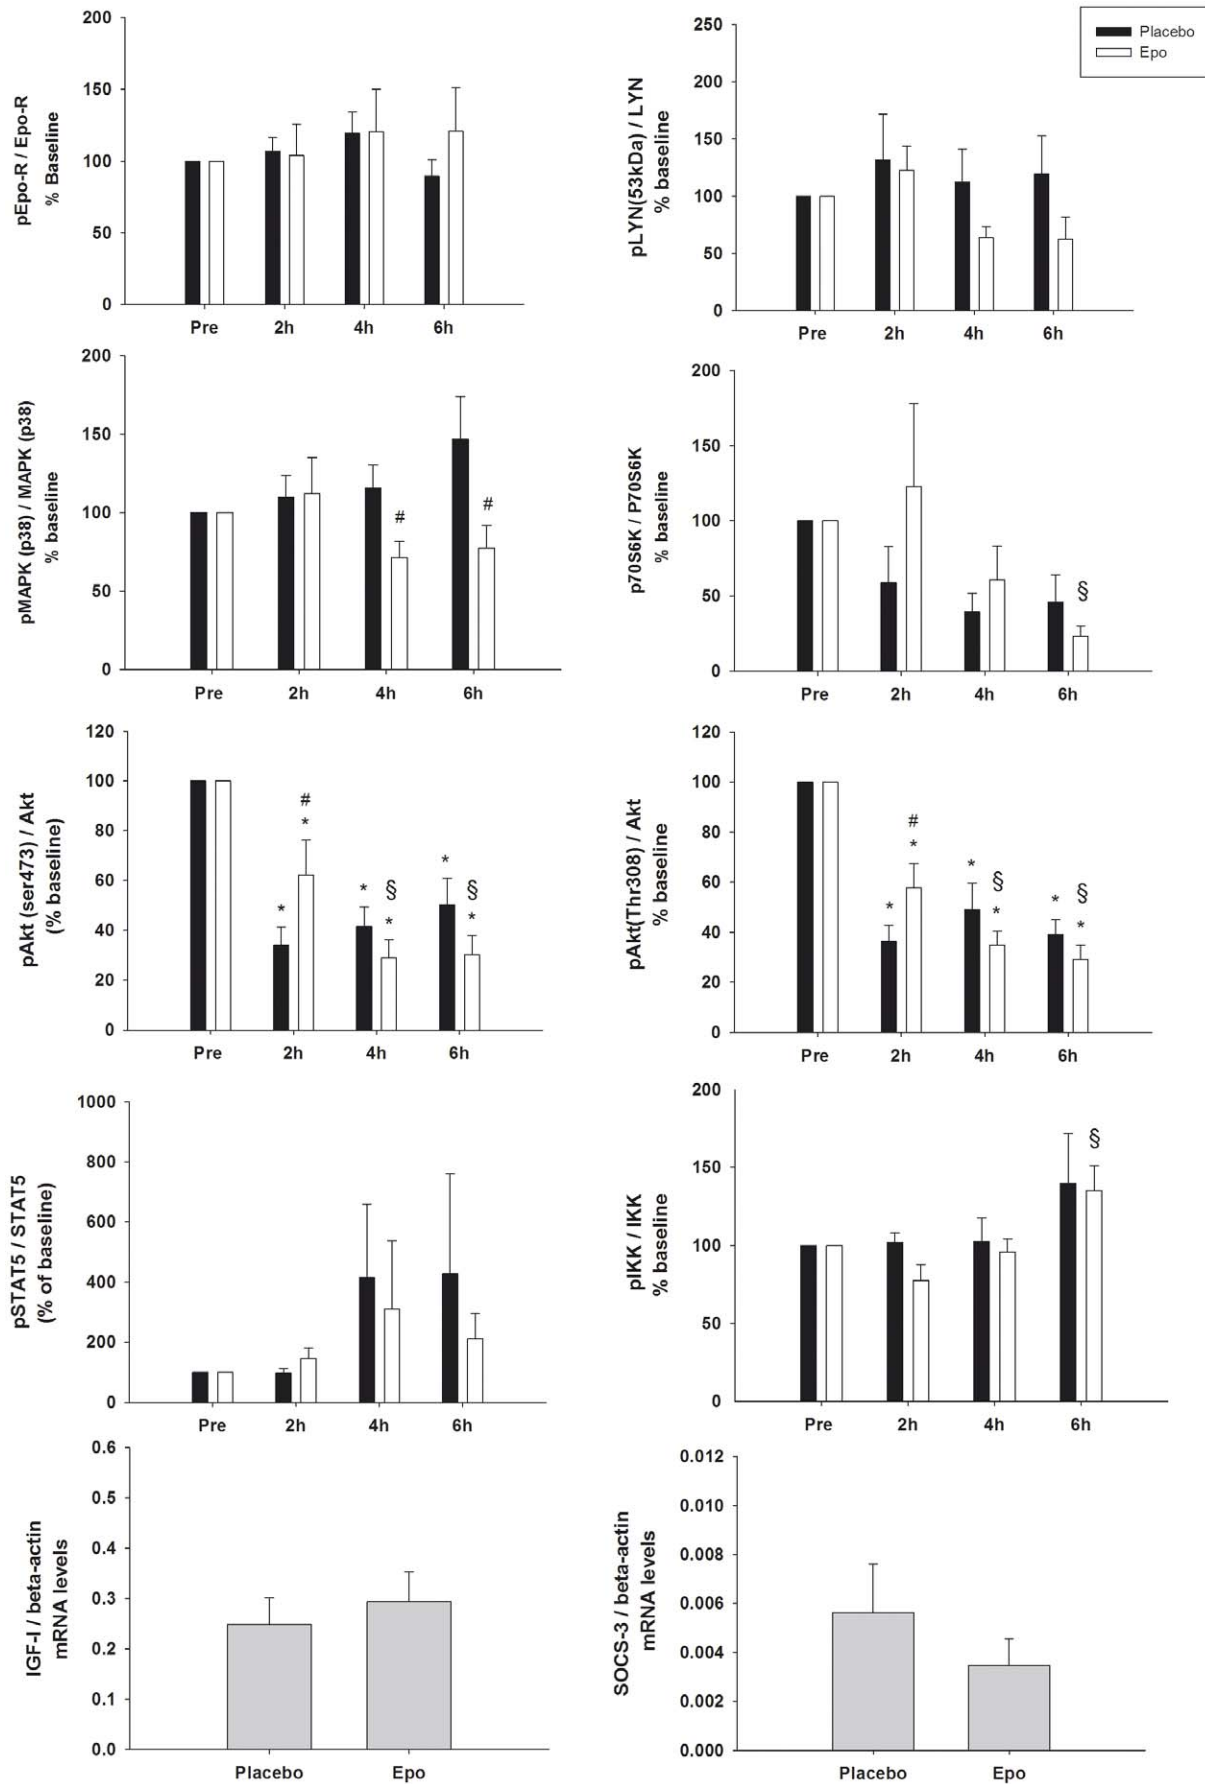 Placebo
Epo
pEpo-R / Epo-R
% Baseline
200
150
100
50
0
Pre 2h 4h 6h
pLYN(53kDa) / LYN
% baseline
250
200
150
100
50
0
Pre 2h 4h 6h
pMAPK (p38) / MAPK (p38)
% baseline
200
150
100
50
0
# #
Pre 2h 4h 6h
p70S6K / P70S6K
% baseline
200
150
100
50
0
§
Pre 2h 4h 6h
pAkt (ser473) / Akt
(% baseline)
120
100
80
60
40
20
0
* # * * § * * § *
Pre 2h 4h 6h
pAkt(Thr308) / Akt
% baseline
120
100
80
60
40
20
0
* # * * § * * § *
Pre 2h 4h 6h
pSTAT5 / STAT5
(% of baseline)
1000
800
600
400
200
0
Pre 2h 4h 6h
pIKK / IKK
% baseline
200
150
100
50
0
§
Pre 2h 4h 6h
IGF-I / beta-actin
mRNA levels
0.6
0.5
0.4
0.3
0.2
0.1
0.0
Placebo Epo
SOCS-3 / beta-actin
mRNA levels
0.012
0.010
0.008
0.006
0.004
0.002
0.000
Placebo Epo